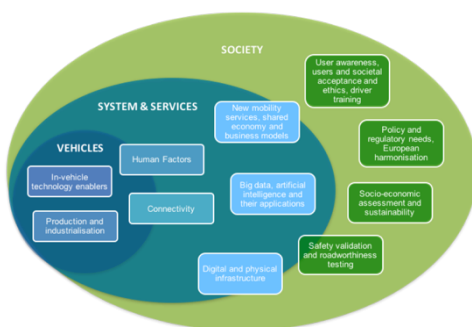 SOCIETY
User awareness,
users and societal
acceptance and
ethics, driver
training
SYSTEM & SERVICES
New mobility
services, shared
economy and
business models
Policy and
regulatory needs,
European
harmonisation
VEHICLES
Human Factors
In-vehicle
technology enablers
Big data, artificial
intelligence and
their applications
Socio-economic
assessment and
sustainability
Connectivity
Production and
industrialisation
Safety validation
and roadworthiness
testing
Digital and physical
infrastructure